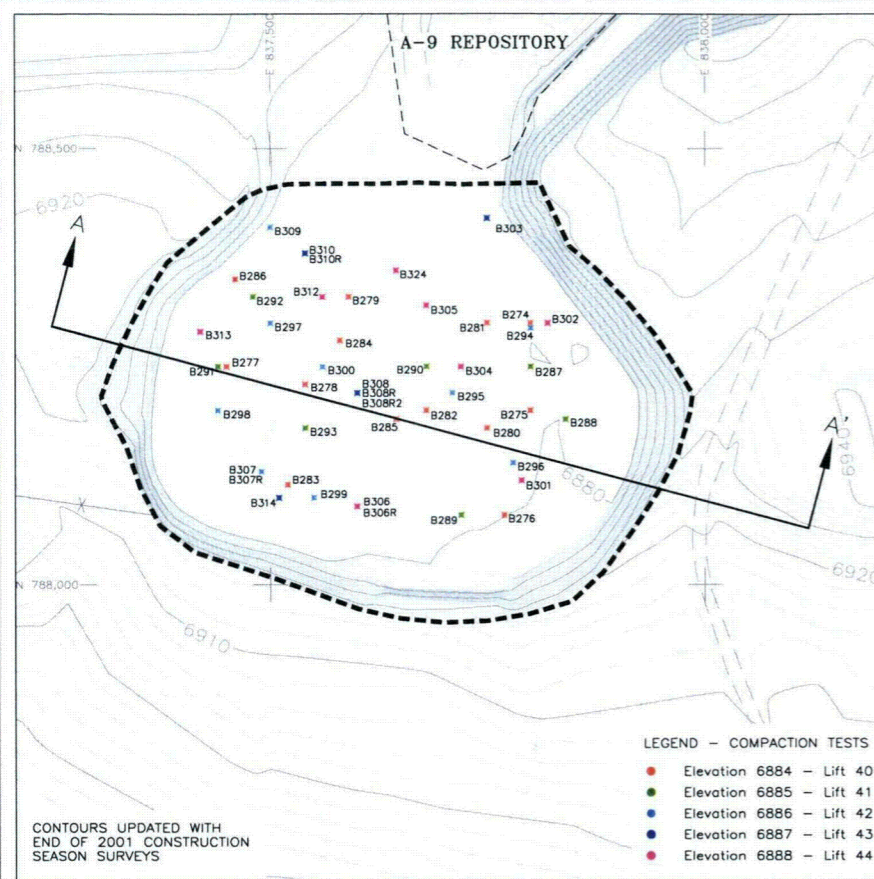 A-9 REPOSITORY
E 837,500
E 838,000
N 788,500
6920
A
B309
B303
B310
B310R
B324
B286
B292
B312
B279
B305
B274
B302
B281
B294
B297
B313
B284
B291
B277
B300
B290
B304
B287
B278
B308
B308R
B308R2
B295
B298
B282
B275
B288
B285
B280
B293
A'
B296
B307
B307R
B283
B301
6880
6940
B314
B299
B306
B306R
B289
B276
N 788,000
6920
6910
LEGEND - COMPACTION TESTS
Elevation 6884 - Lift 40
Elevation 6885 - Lift 41
Elevation 6886 - Lift 42
Elevation 6887 - Lift 43
Elevation 6888 - Lift 44
CONTOURS UPDATED WITH
END OF 2001 CONSTRUCTION
SEASON SURVEYS